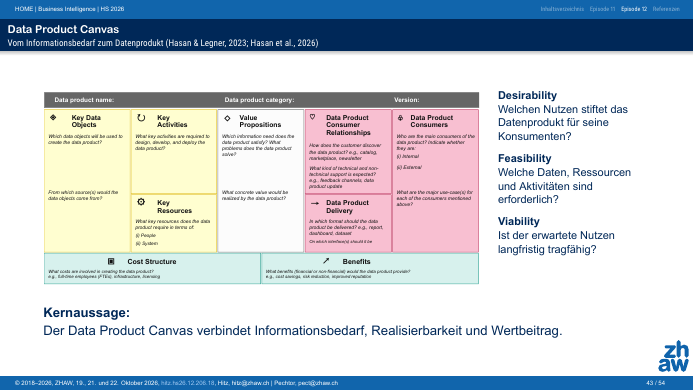 HOME | Business Intelligence | HS 2026
Inhaltsverzeichnis Episode 11 Episode 12 Referenzen
Data Product Canvas
Vom Informationsbedarf zum Datenprodukt (Hasan & Legner, 2023; Hasan et al., 2026)
Data product name:
Data product category:
Version:
Key Data
Objects
Which data objects will be used to
create the data product?
From which source(s) would the
data objects come from?
Key
Activities
What key activities are required to
design, develop, and deploy the
data product?
Key
Resources
What key resources does the data
product require in terms of:
(i) People
(ii) System
Value
Propositions
Which information need does the
data product satisfy? What
problems does the data product
solve?
What concrete value would be
realized by the data product?
Data Product
Consumer
Relationships
How does the customer discover
the data product? e.g., catalog,
marketplace, newsletter
What kind of technical and non-
technical support is expected?
e.g., feedback channels, data
product update
Data Product
Delivery
In which format should the data
product be delivered? e.g., report,
dashboard, dataset
On which interface(s) should it be
Data Product
Consumers
Who are the main consumers of the
data product? Indicate whether
they are:
(i) Internal
(ii) External
What are the major use-case(s) for
each of the consumers mentioned
above?
Cost Structure
What costs are involved in creating the data product?
e.g., full-time employees (FTEs), infrastructure, licensing
Benefits
What benefits (financial or non-financial) would the data product provide?
e.g., cost savings, risk reduction, improved reputation
Desirability
Welchen Nutzen stiftet das
Datenprodukt für seine
Konsumenten?
Feasibility
Welche Daten, Ressourcen
und Aktivitäten sind
erforderlich?
Viability
Ist der erwartete Nutzen
langfristig tragfähig?
Kernaussage:
Der Data Product Canvas verbindet Informationsbedarf, Realisierbarkeit und Wertbeitrag.
zh
aw
© 2018–2026, ZHAW, 19., 21. und 22. Oktober 2026, hitz.hs26.12.206.18, Hitz, hitz@zhaw.ch | Pechtor, pect@zhaw.ch
43 / 54